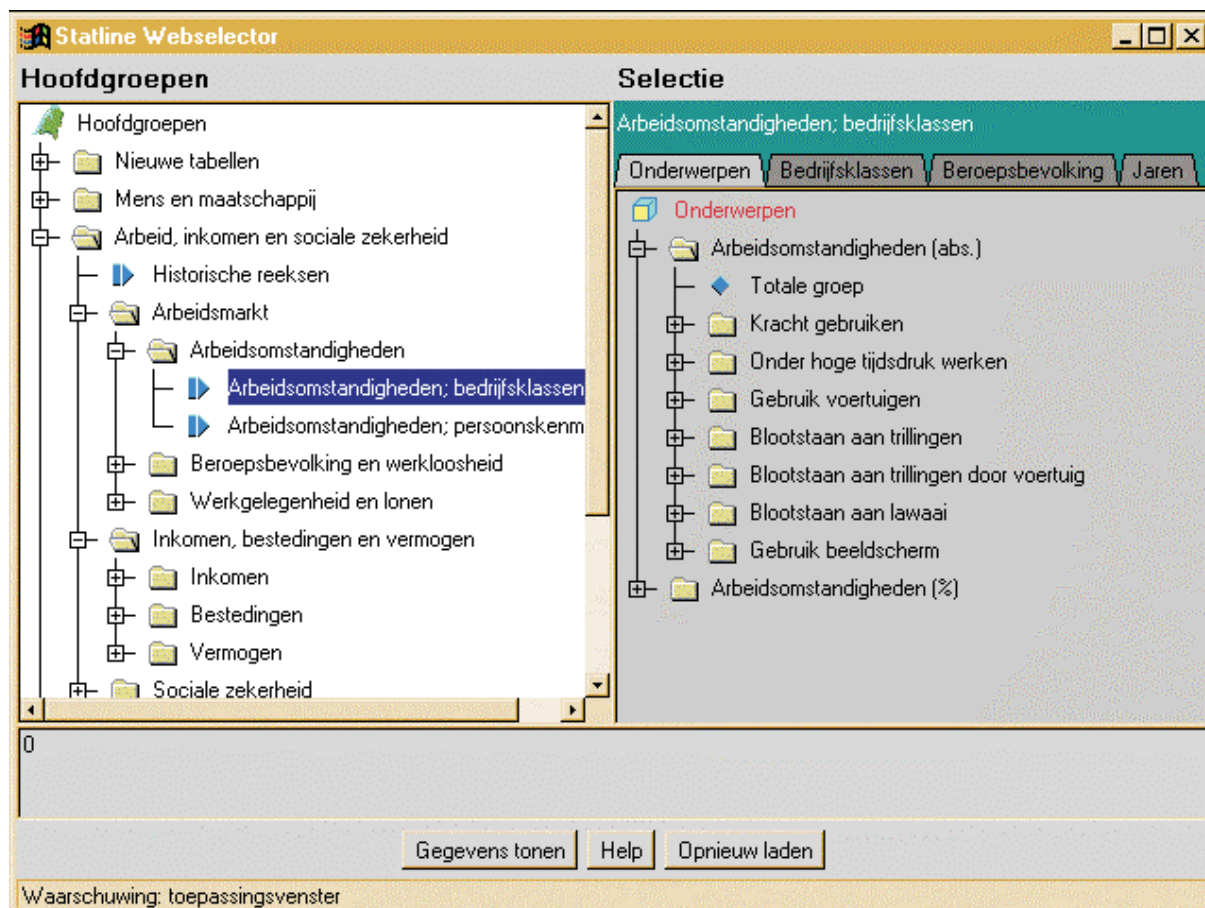 Statline Webselector
Hoofdgroepen
Hoofdgroepen
Nieuwe tabellen
Mens en maatschappij
Arbeid, inkomen en sociale zekerheid
Historische reeksen
Arbeidsmarkt
Arbeidsomstandigheden
Arbeidsomstandigheden; bedrijfsklassen
Arbeidsomstandigheden; persoonskenm
Beroepsbevolking en werkloosheid
Werkgelegenheid en lonen
Inkomen, bestedingen en vermogen
Inkomen
Bestedingen
Vermogen
Sociale zekerheid
Selectie
Arbeidsomstandigheden; bedrijfsklassen
Onderwerpen Bedrijfsklassen Beroepsbevolking Jaren
Onderwerpen
Arbeidsomstandigheden (abs.)
Totale groep
Kracht gebruiken
Onder hoge tijdsdruk werken
Gebruik voertuigen
Blootstaan aan trillingen
Blootstaan aan trillingen door voertuig
Blootstaan aan lawaai
Gebruik beeldscherm
Arbeidsomstandigheden (%)
0
Gegevens tonen Help Opnieuw laden
Waarschuwing: toepassingsvenster